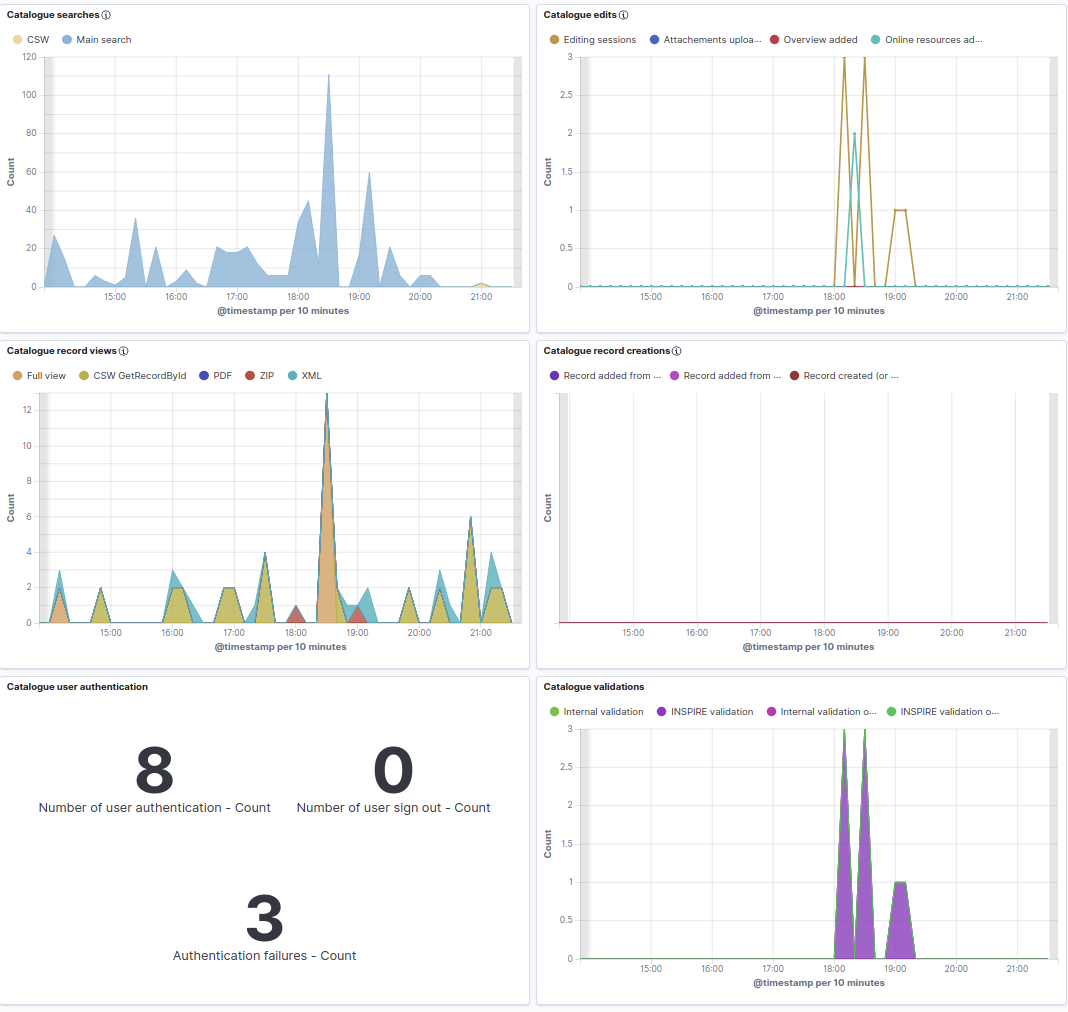 Catalogue searches
CSW Main search
120
100
80
60
40
20
0
Count
15:00 16:00 17:00 18:00 19:00 20:00 21:00
@timestamp per 10 minutes
Catalogue edits
Editing sessions Attachements uploa... Overview added Online resources ad...
3
2.5
2
1.5
1
0.5
0
Count
15:00 16:00 17:00 18:00 19:00 20:00 21:00
@timestamp per 10 minutes
Catalogue record views
Full view CSW GetRecordById PDF ZIP XML
12
10
8
6
4
2
0
Count
15:00 16:00 17:00 18:00 19:00 20:00 21:00
@timestamp per 10 minutes
Catalogue record creations
Record added from ... Record added from ... Record created (or ...
Count
15:00 16:00 17:00 18:00 19:00 20:00 21:00
@timestamp per 10 minutes
Catalogue user authentication
8 0
Number of user authentication - Count Number of user sign out - Count
3
Authentication failures - Count
Catalogue validations
Internal validation INSPIRE validation Internal validation o... INSPIRE validation o...
3
2.5
2
1.5
1
0.5
0
Count
15:00 16:00 17:00 18:00 19:00 20:00 21:00
@timestamp per 10 minutes